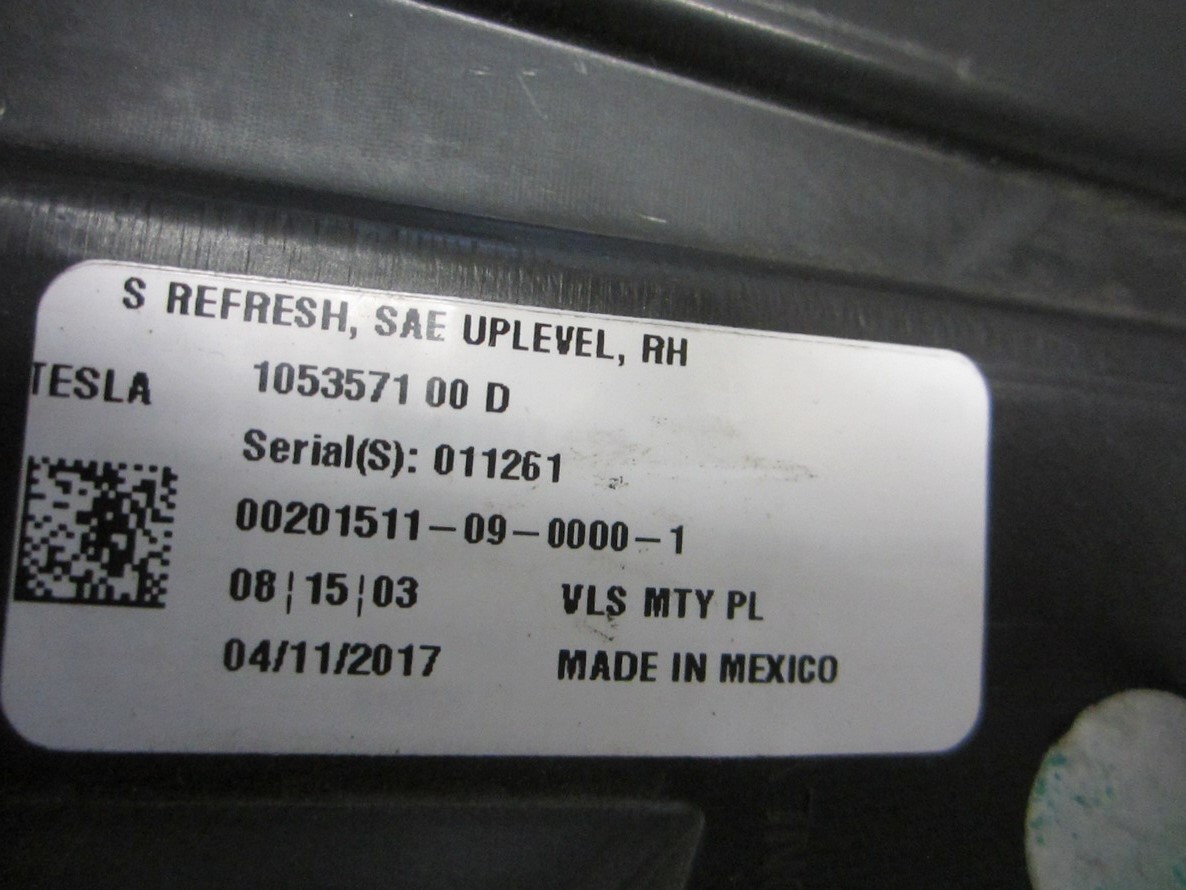 S REFRESH, SAE UPLEVEL, RH
TESLA 1053571 00 D
Serial(S): 011261
00201511-09-0000-1
08¦15¦03 VLS MTY PL
04/11/2017 MADE IN MEXICO